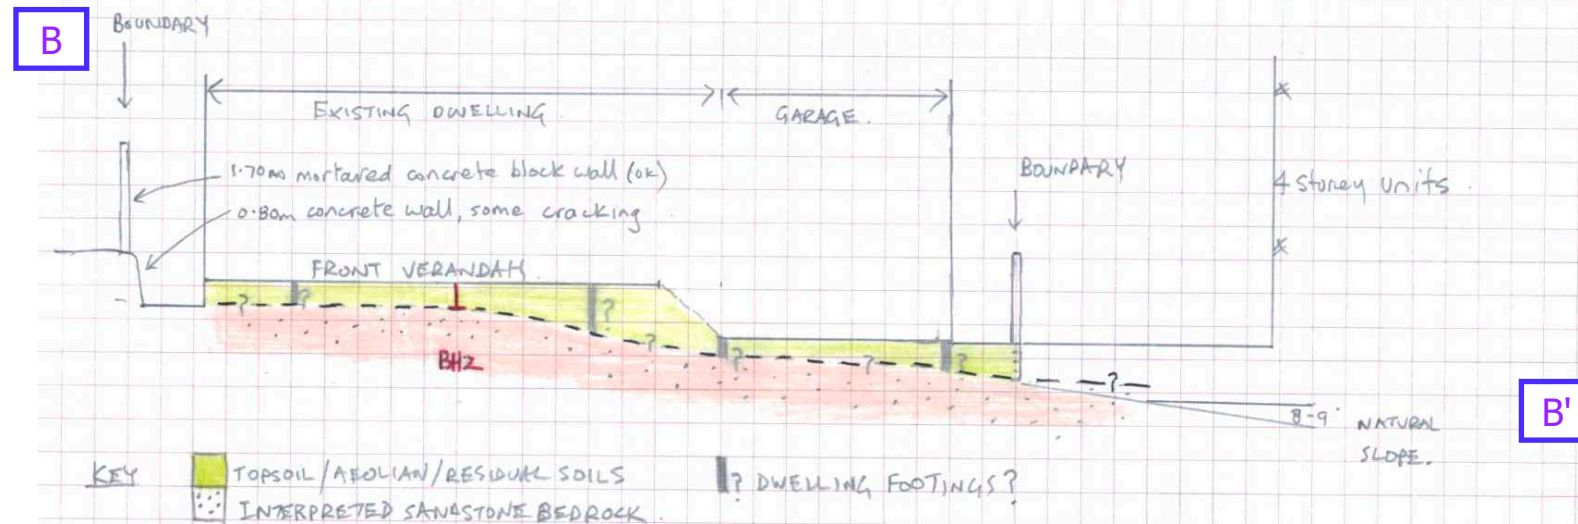 B
BOUNDARY
EXISTING DWELLING.
GARAGE.
1.70m mortared concrete block wall (ok)
0.80m concrete wall, some cracking
BOUNDARY
4 storey units.
FRONT VERANDAH.
? ? ? ? ? ? ? ?
BH2
8-9°
NATURAL
SLOPE.
B'
KEY
TOPSOIL/AEOLIAN/RESIDUAL SOILS
? DWELLING FOOTINGS?
INTERPRETED SANDSTONE BEDROCK.